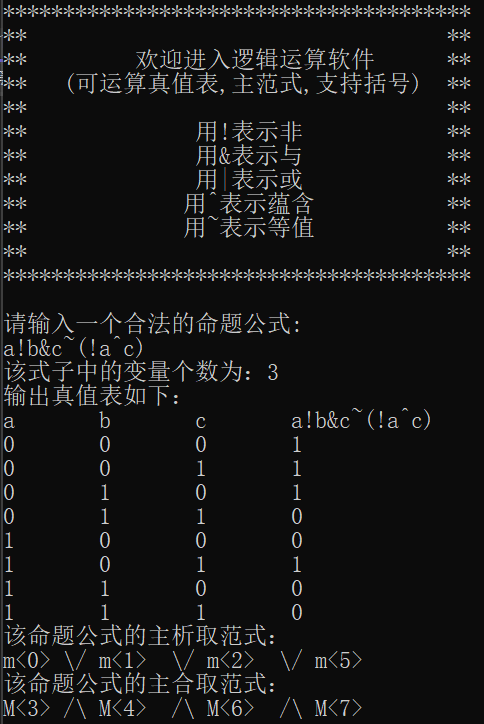 ***************************************
**                                   **
**         欢迎进入逻辑运算软件         **
**   (可运算真值表,主范式,支持括号)   **
**                                   **
**              用!表示非              **
**              用&表示与              **
**              用|表示或              **
**             用^表示蕴含             **
**             用~表示等值             **
**                                   **
***************************************
请输入一个合法的命题公式:
a!b&c~(!a^c)
该式子中的变量个数为: 3
输出真值表如下:
a       b       c       a!b&c~(!a^c)
0       0       0       1
0       0       1       1
0       1       0       1
0       1       1       0
1       0       0       0
1       0       1       1
1       1       0       0
1       1       1       0
该命题公式的主析取范式:
m<0> \/ m<1>  \/ m<2>  \/ m<5>
该命题公式的主合取范式:
M<3> /\ M<4>  /\ M<6>  /\ M<7>